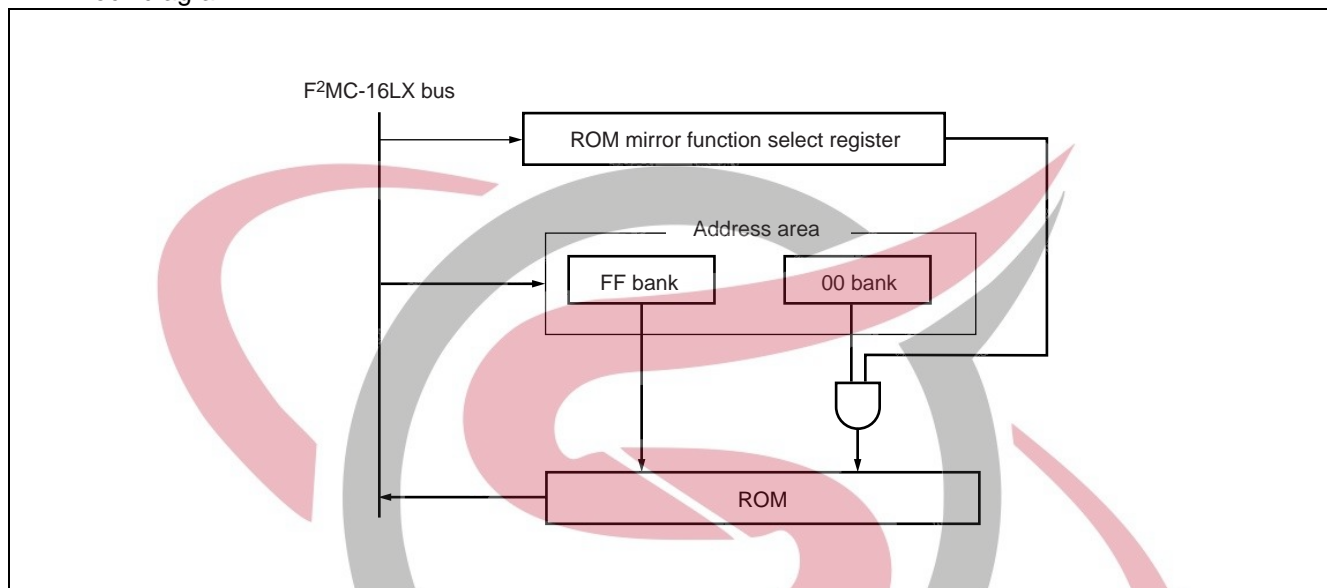 F²MC-16LX bus
ROM mirror function select register
Address area
FF bank
00 bank
ROM